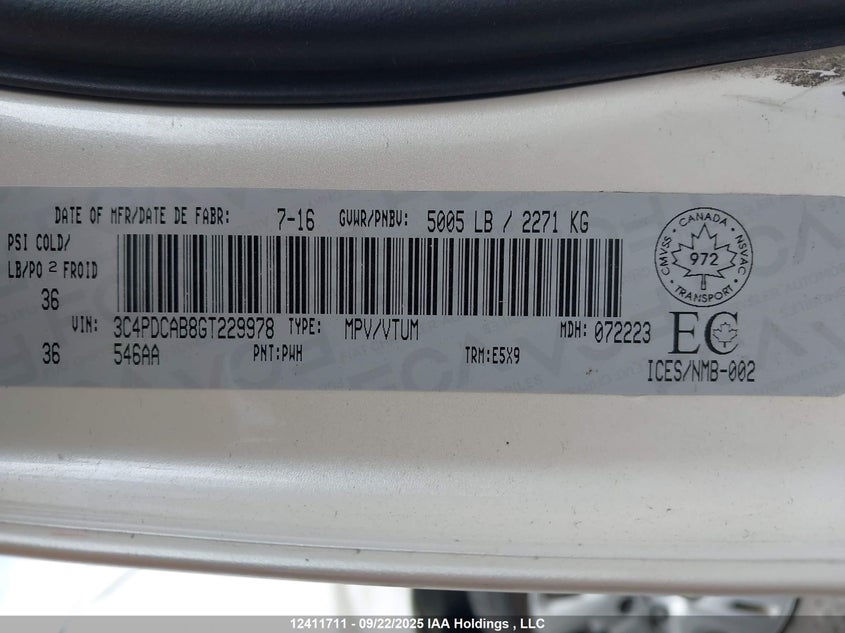 DATE OF MFR/DATE DE FABR: 7-16 GVWR/PNBV: 5005 LB / 2271 KG
PSI COLD/
LB/PO 2 FROID
36
VIN: 3C4PDCAB8GT229978 TYPE: MPV/VTUM MDH: 072223
36 546AA PNT:PWH TRM:E5X9
CANADA
CMVSS
NSVAC
972
TRANSPORT
EC
ICES/NMB-002
12411711 - 09/22/2025 IAA Holdings , LLC